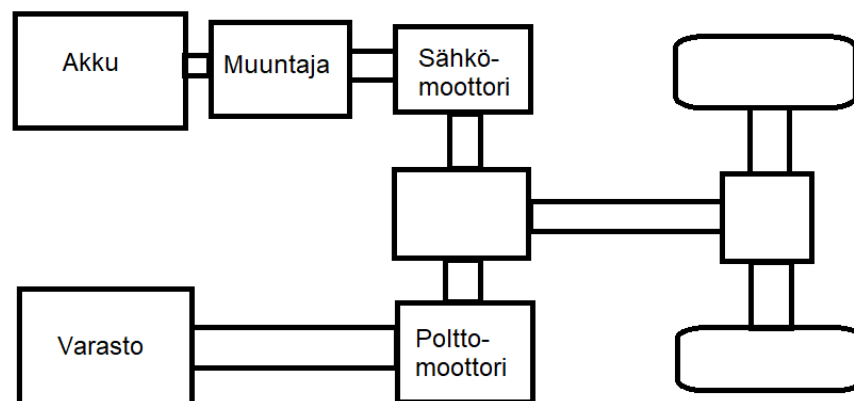 Akku
Muuntaja
Sähkö-
moottori
Varasto
Poltto-
moottori